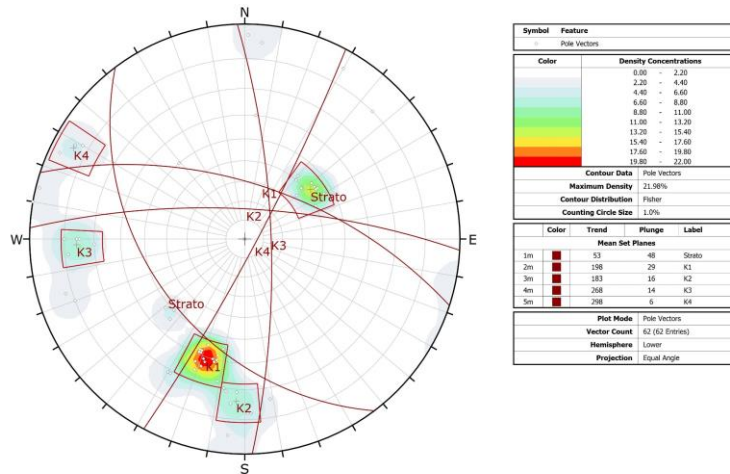 N
K4
K1
Strato
K2
W
E
K3
K3
K4
Strato
K1
K2
S
Symbol Feature
Pole Vectors
Color Density Concentrations
0.00 - 2.20
2.20 - 4.40
4.40 - 6.60
6.60 - 8.80
8.80 - 11.00
11.00 - 13.20
13.20 - 15.40
15.40 - 17.60
17.60 - 19.80
19.80 - 22.00
Contour Data Pole Vectors
Maximum Density 21.98%
Contour Distribution Fisher
Counting Circle Size 1.0%
Color Trend Plunge Label
Mean Set Planes
1m 53 48 Strato
2m 198 29 K1
3m 183 16 K2
4m 268 14 K3
5m 298 6 K4
Plot Mode Pole Vectors
Vector Count 62 (62 Entries)
Hemisphere Lower
Projection Equal Angle